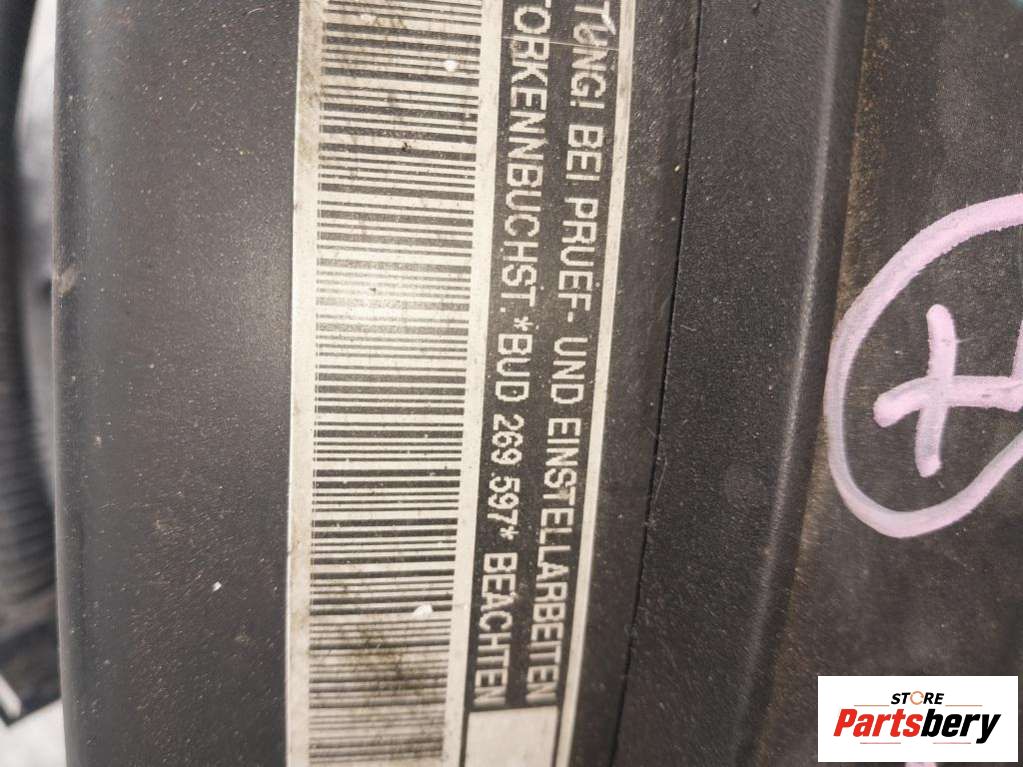 TUNG! BEI PRUEF- UND EINSTELLARBEITEN
TORKENNBUCHST.*BUD 269 597* BEACHTEN
STORE
Partsbery